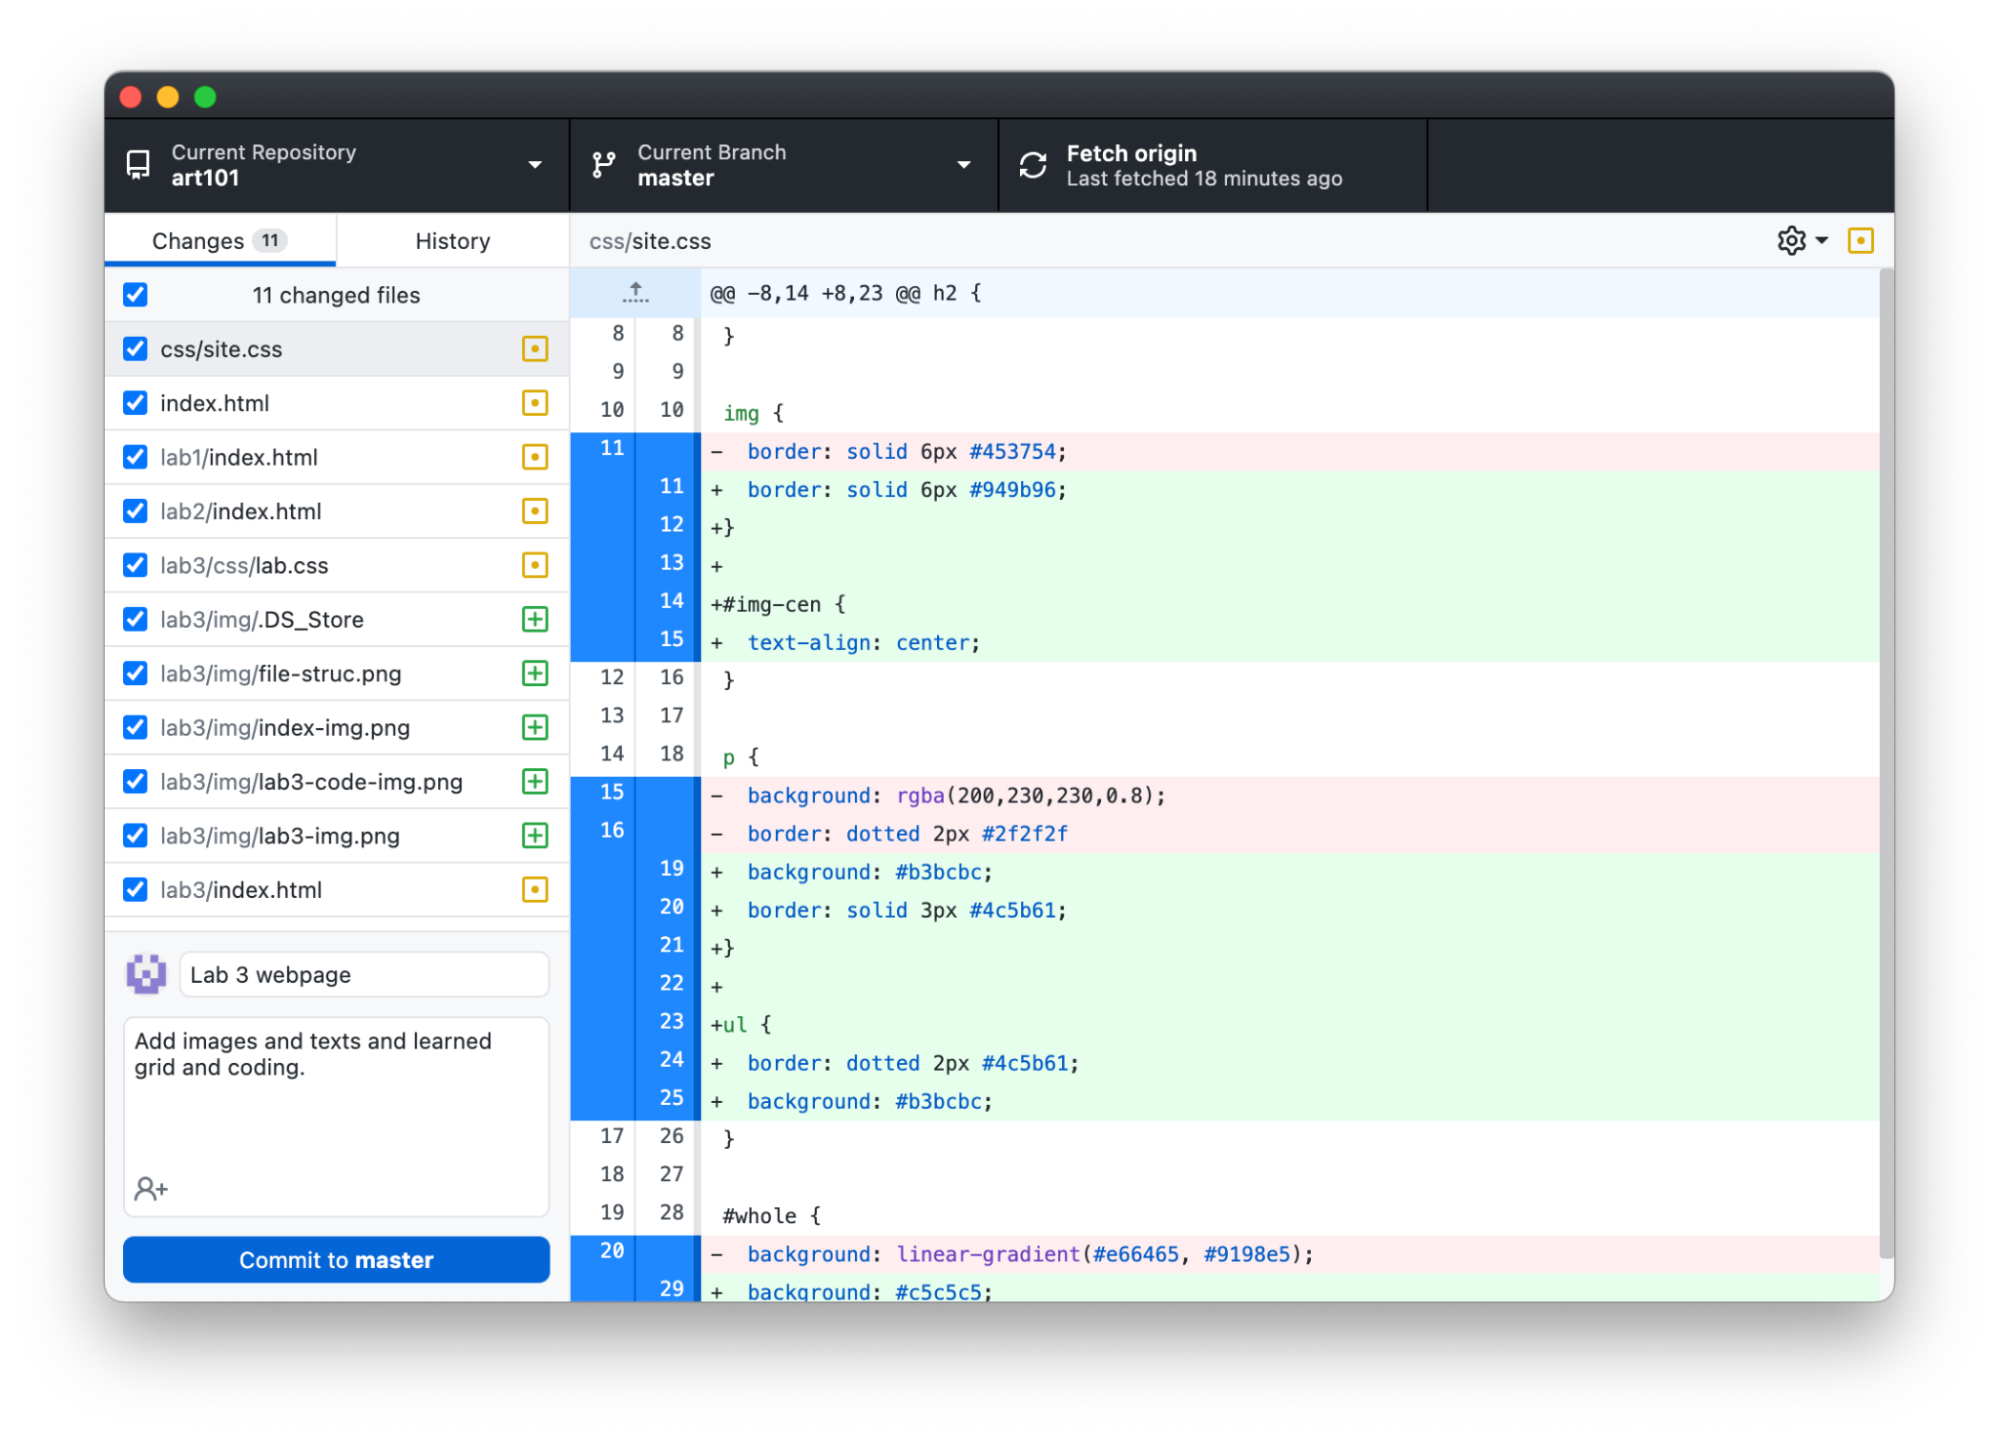 Current Repository
art101
Current Branch
master
Fetch origin
Last fetched 18 minutes ago
Changes 11
History
css/site.css
11 changed files
css/site.css
index.html
lab1/index.html
lab2/index.html
lab3/css/lab.css
lab3/img/.DS_Store
lab3/img/file-struc.png
lab3/img/index-img.png
lab3/img/lab3-code-img.png
lab3/img/lab3-img.png
lab3/index.html
Lab 3 webpage
Add images and texts and learned
grid and coding.
Commit to master
@@ -8,14 +8,23 @@ h2 {
8 8 }
9 9
10 10 img {
11 - border: solid 6px #453754;
11 + border: solid 6px #949b96;
12 +}
13 +
14 +#img-cen {
15 + text-align: center;
12 16 }
13 17
14 18 p {
15 - background: rgba(200,230,230,0.8);
16 - border: dotted 2px #2f2f2f
19 + background: #b3bcbc;
20 + border: solid 3px #4c5b61;
21 +}
22 +
23 +ul {
24 + border: dotted 2px #4c5b61;
25 + background: #b3bcbc;
17 26 }
18 27
19 28 #whole {
20 - background: linear-gradient(#e66465, #9198e5);
29 + background: #c5c5c5;